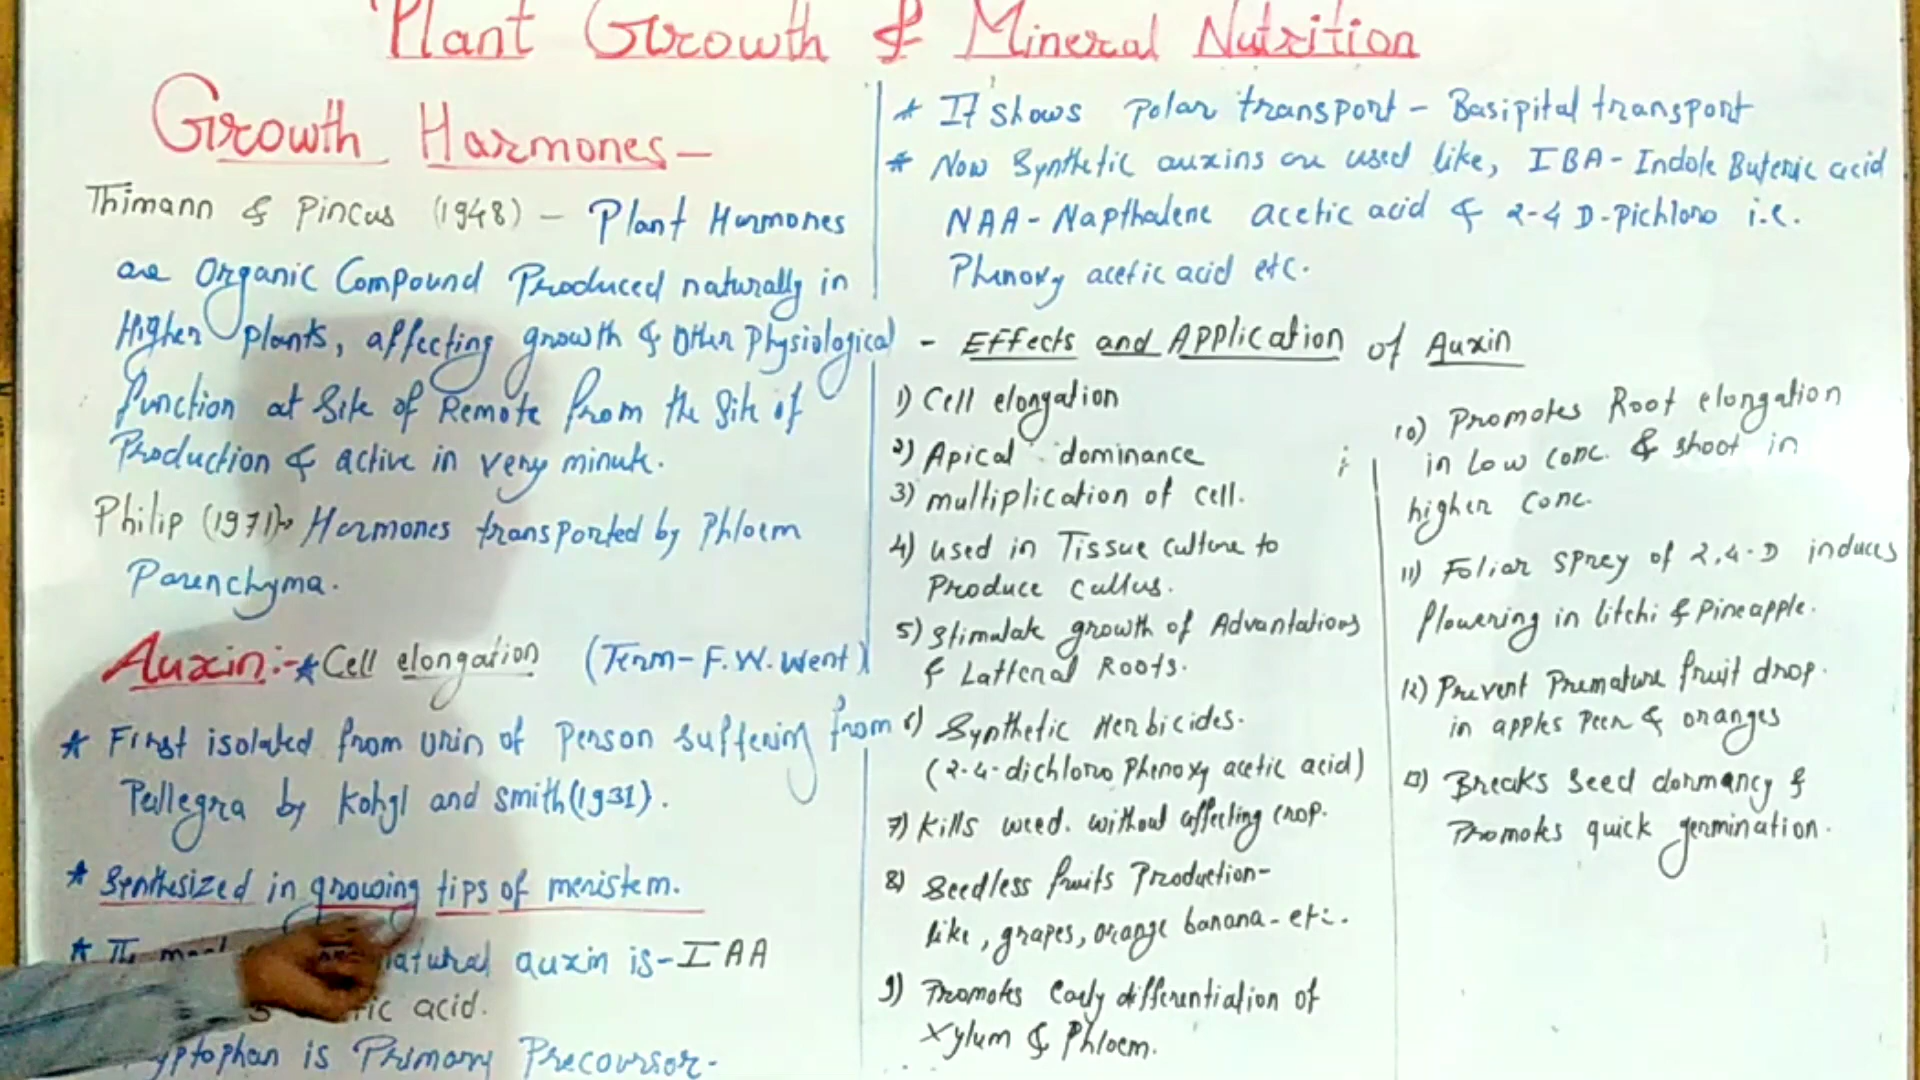 Plant Growth & Mineral Nutrition
Growth Harmones-
Thimann & Pincus (1948) - Plant Hormones
are Organic Compound Produced naturally in
Higher plants, affecting growth & Other Physiological
function at Site of Remote from the Site of
Production & active in very minute.
Philip (1971)- Hormones transported by Phloem
Parenchyma.
Auxin:- * Cell elongation (Term- F.W. Went)
* First isolated from urin of Person suffering from
Pellegra by Kohgl and Smith (1931).
* Synthesized in growing tips of meristem.
* natural auxin is - IAA
acid.
is Primary Precoursor-
* It shows Polar transport - Basipital transport
* Now Synthetic auxins are used like, IBA - Indole Buteric acid
NAA - Napthalene acetic acid & 2-4 D - Dichloro i.e.
Phenoxy acetic acid etc.
- Effects and Application of Auxin
1) Cell elongation
2) Apical dominance
3) multiplication of cell.
4) used in Tissue culture to
Produce callus.
5) Stimulate growth of Advantatious
& Latteral Roots.
6) Synthetic Herbicides.
(2-4-dichloro Phenoxy acetic acid)
7) Kills weed. without affecting crop.
8) Seedless fruits Production-
like, grapes, orange banana - etc.
9) Promotes Early differentiation of
Xylum & Phloem.
10) Promotes Root elongation
in Low conc. & shoot in
higher Conc.
11) Foliar sprey of 2,4-D induces
flowering in litchi & Pineapple.
12) Prevent Premature fruit drop.
in apples Peer & oranges
13) Breaks Seed dormancy &
Promotes quick germination.